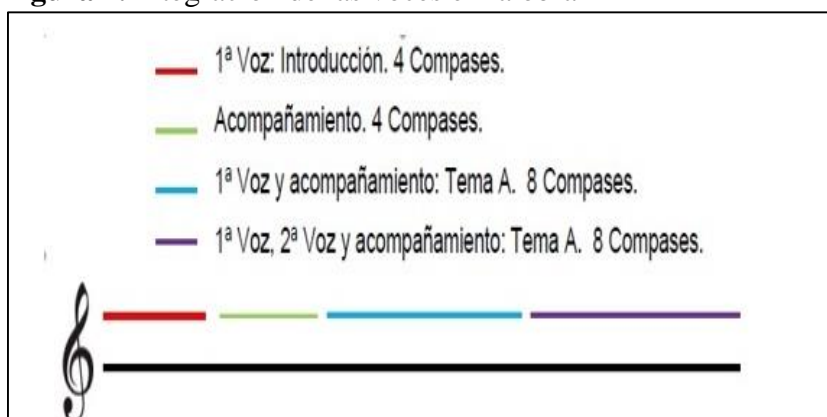 1ª Voz: Introducción. 4 Compases.
Acompañamiento. 4 Compases.
1ª Voz y acompañamiento: Tema A. 8 Compases.
1ª Voz, 2ª Voz y acompañamiento: Tema A. 8 Compases.